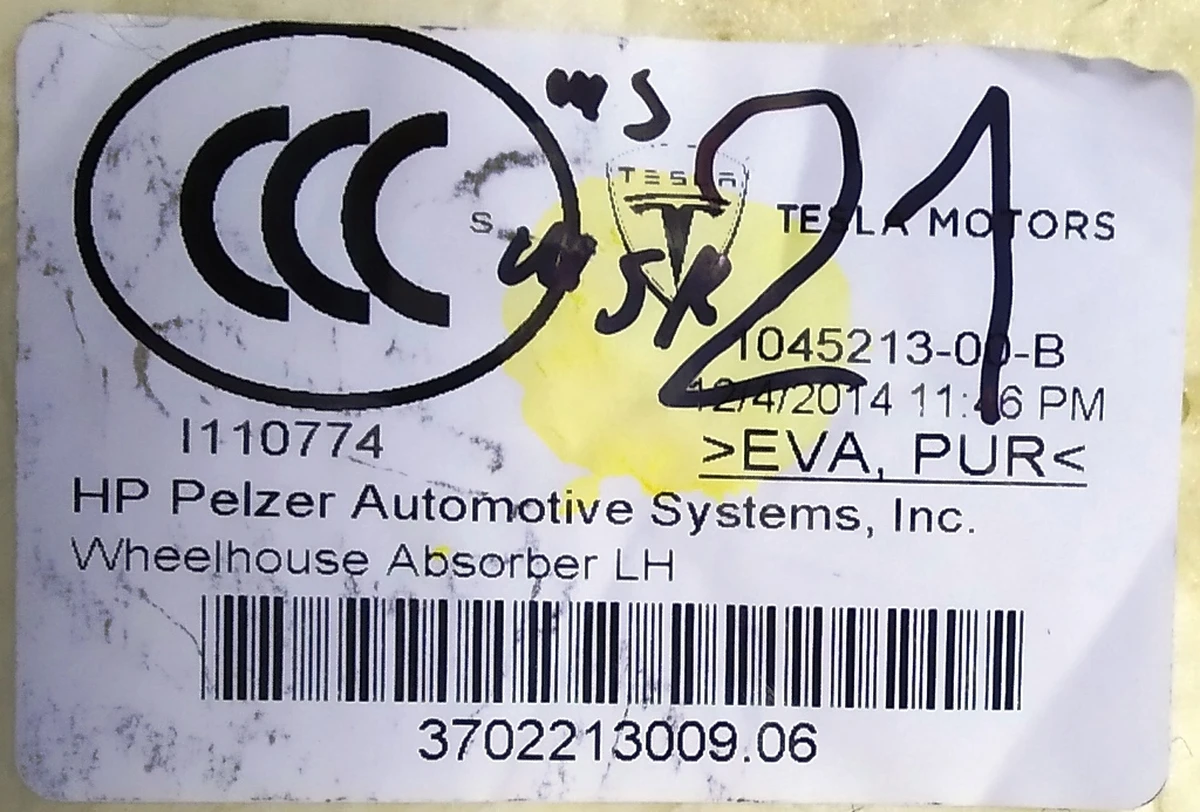 CCC
S
TESLA
TESLA MOTORS
21
1045213-00-B
12/4/2014 11:46 PM
>EVA, PUR<
I110774
HP Pelzer Automotive Systems, Inc.
Wheelhouse Absorber LH
3702213009.06